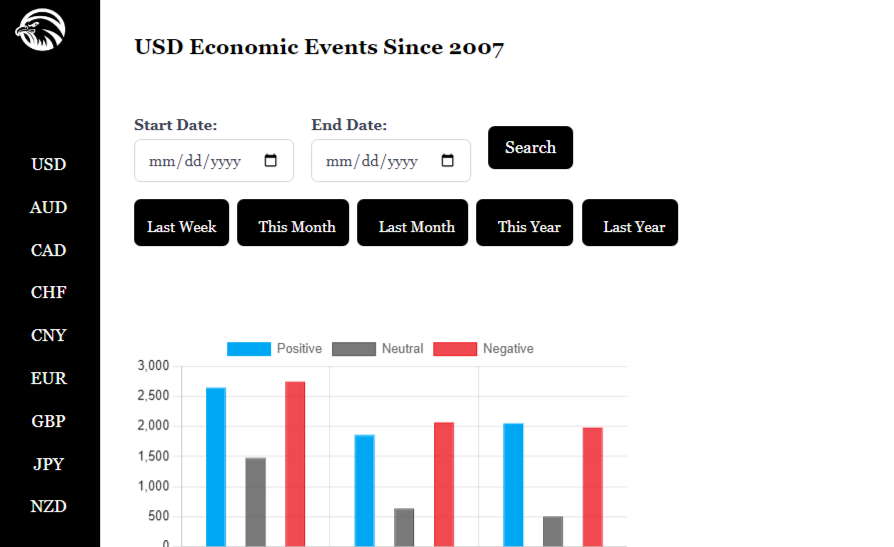 USD Economic Events Since 2007
Start Date:
End Date:
mm/dd/yyyy
mm/dd/yyyy
Search
Last Week
This Month
Last Month
This Year
Last Year
USD
AUD
CAD
CHF
CNY
EUR
GBP
JPY
NZD
Positive
Neutral
Negative
3,000
2,500
2,000
1,500
1,000
500
0